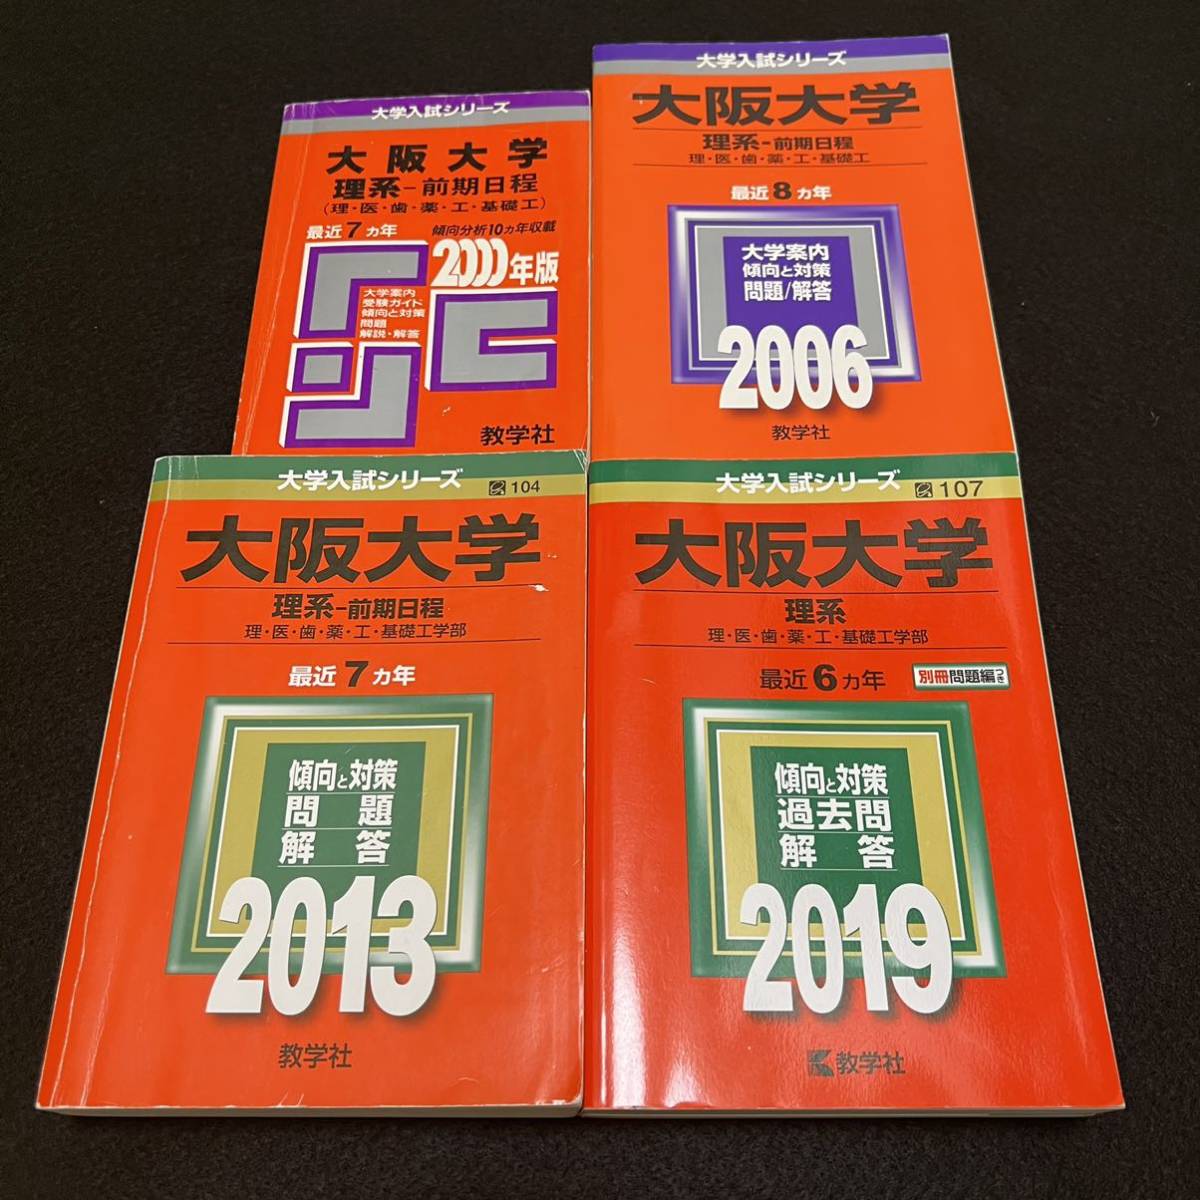 大学入試シリーズ
大阪大学
理系-前期日程
(理・医・歯・薬・工・基礎工)
最近7ヵ年
傾向分析10ヵ年収載
2000年版
大学案内
受験ガイド
傾向と対策
問題
解説・解答
教学社
大学入試シリーズ
大阪大学
理系-前期日程
理・医・歯・薬・工・基礎工
最近8ヵ年
大学案内
傾向と対策
問題/解答
2006
教学社
大学入試シリーズ
104
大阪大学
理系-前期日程
理・医・歯・薬・工・基礎工学部
最近7ヵ年
傾向と対策
問題
解答
2013
教学社
大学入試シリーズ
107
大阪大学
理系
理・医・歯・薬・工・基礎工学部
最近6ヵ年
別冊問題編つき
傾向と対策
過去問
解答
2019
教学社